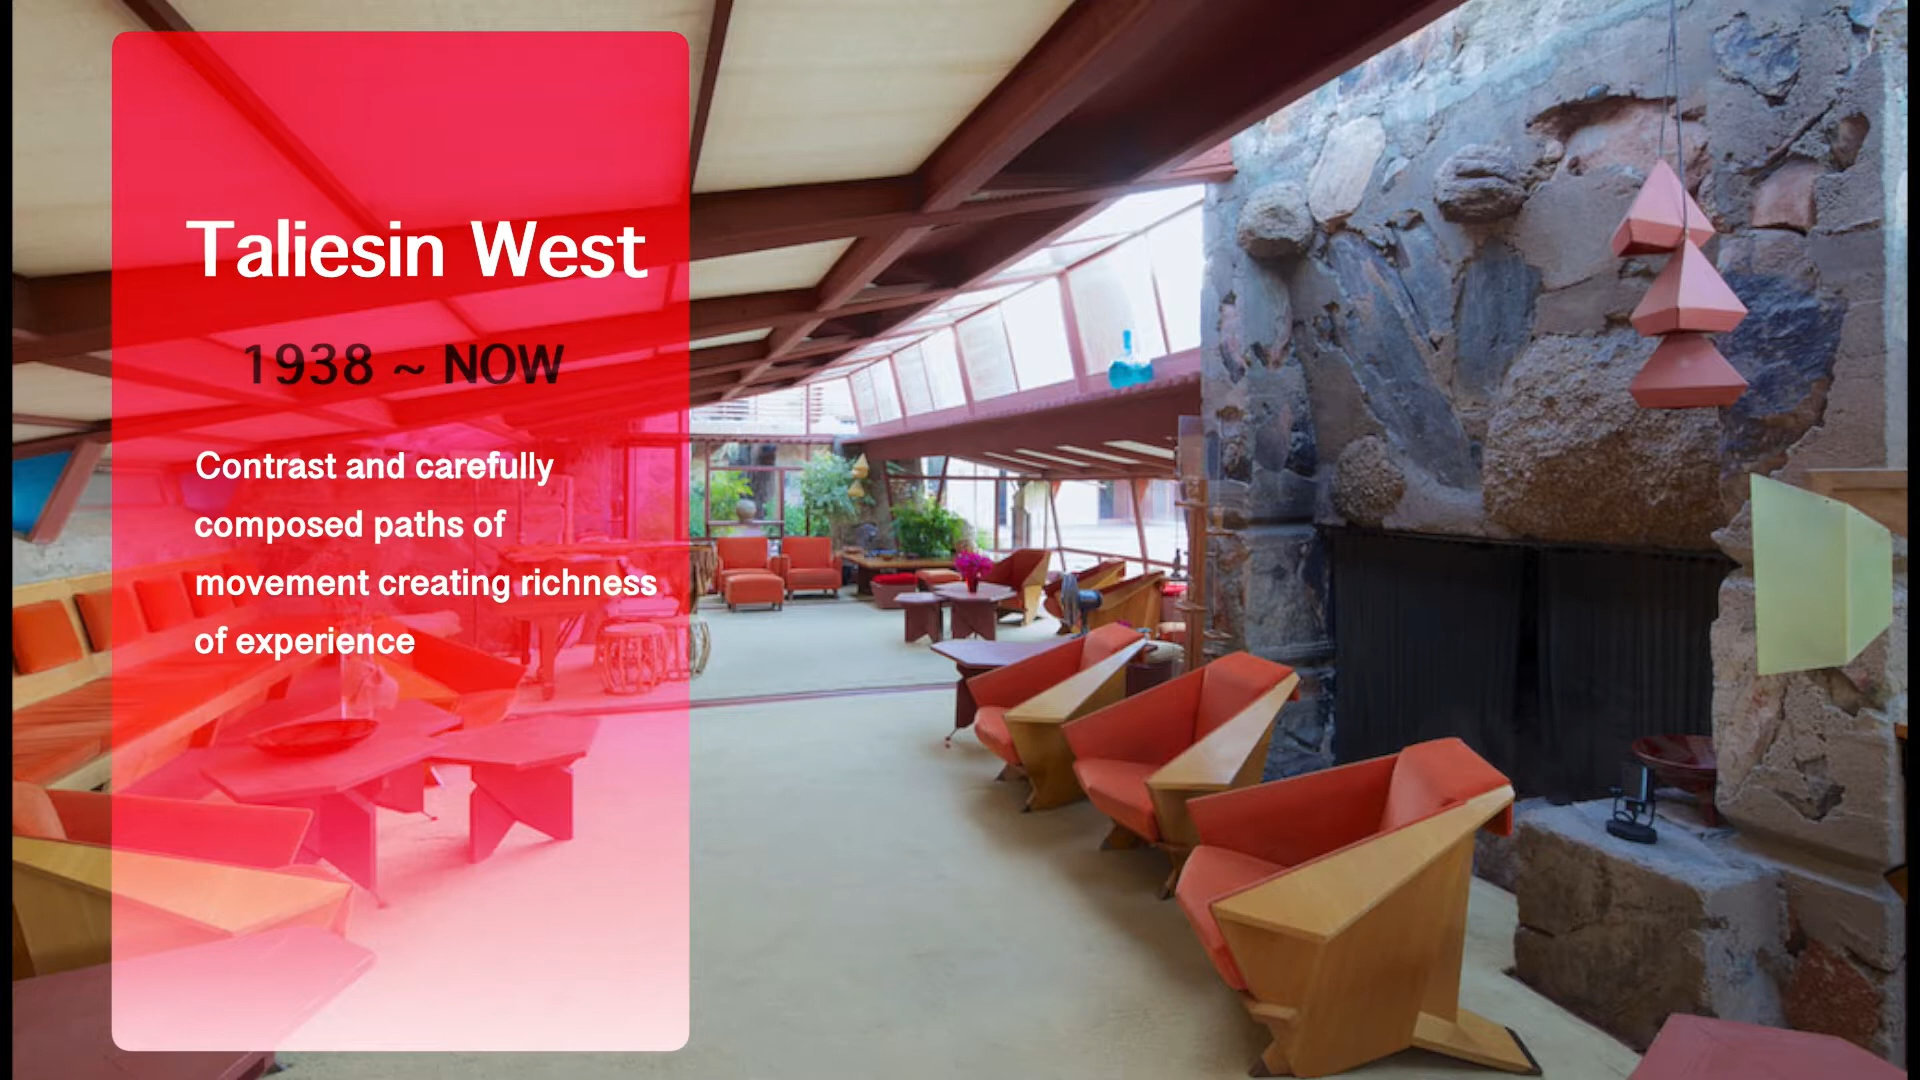 Taliesin West
1938 ~ NOW
Contrast and carefully
composed paths of
movement creating richness
of experience